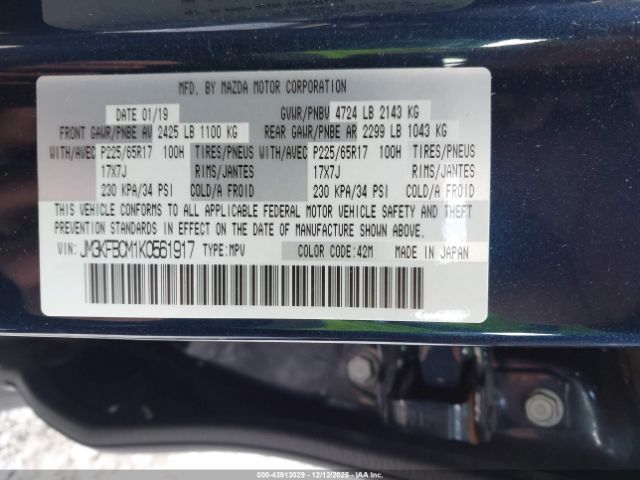 MFD. BY MAZDA MOTOR CORPORATION
DATE 01/19 GVWR/PNBV 4724 LB 2143 KG
FRONT GAWR/PNBE AV 2425 LB 1100 KG REAR GAWR/PNBE AR 2299 LB 1043 KG
WITH/AVEC P225/65R17 100H TIRES/PNEUS WITH/AVEC P225/65R17 100H TIRES/PNEUS
17X7J RIMS/JANTES 17X7J RIMS/JANTES
230 KPA/34 PSI COLD/A FROID 230 KPA/34 PSI COLD/A FROID
THIS VEHICLE CONFORMS TO ALL APPLICABLE FEDERAL MOTOR VEHICLE SAFETY AND THEFT
PREVENTION STANDARDS IN EFFECT ON THE DATE OF MANUFACTURE SHOWN ABOVE.
VIN: JM3KFBCM1K0561917 TYPE: MPV COLOR CODE: 42M MADE IN JAPAN
000-43913029 - 12/12/2025 - IAAI.COM